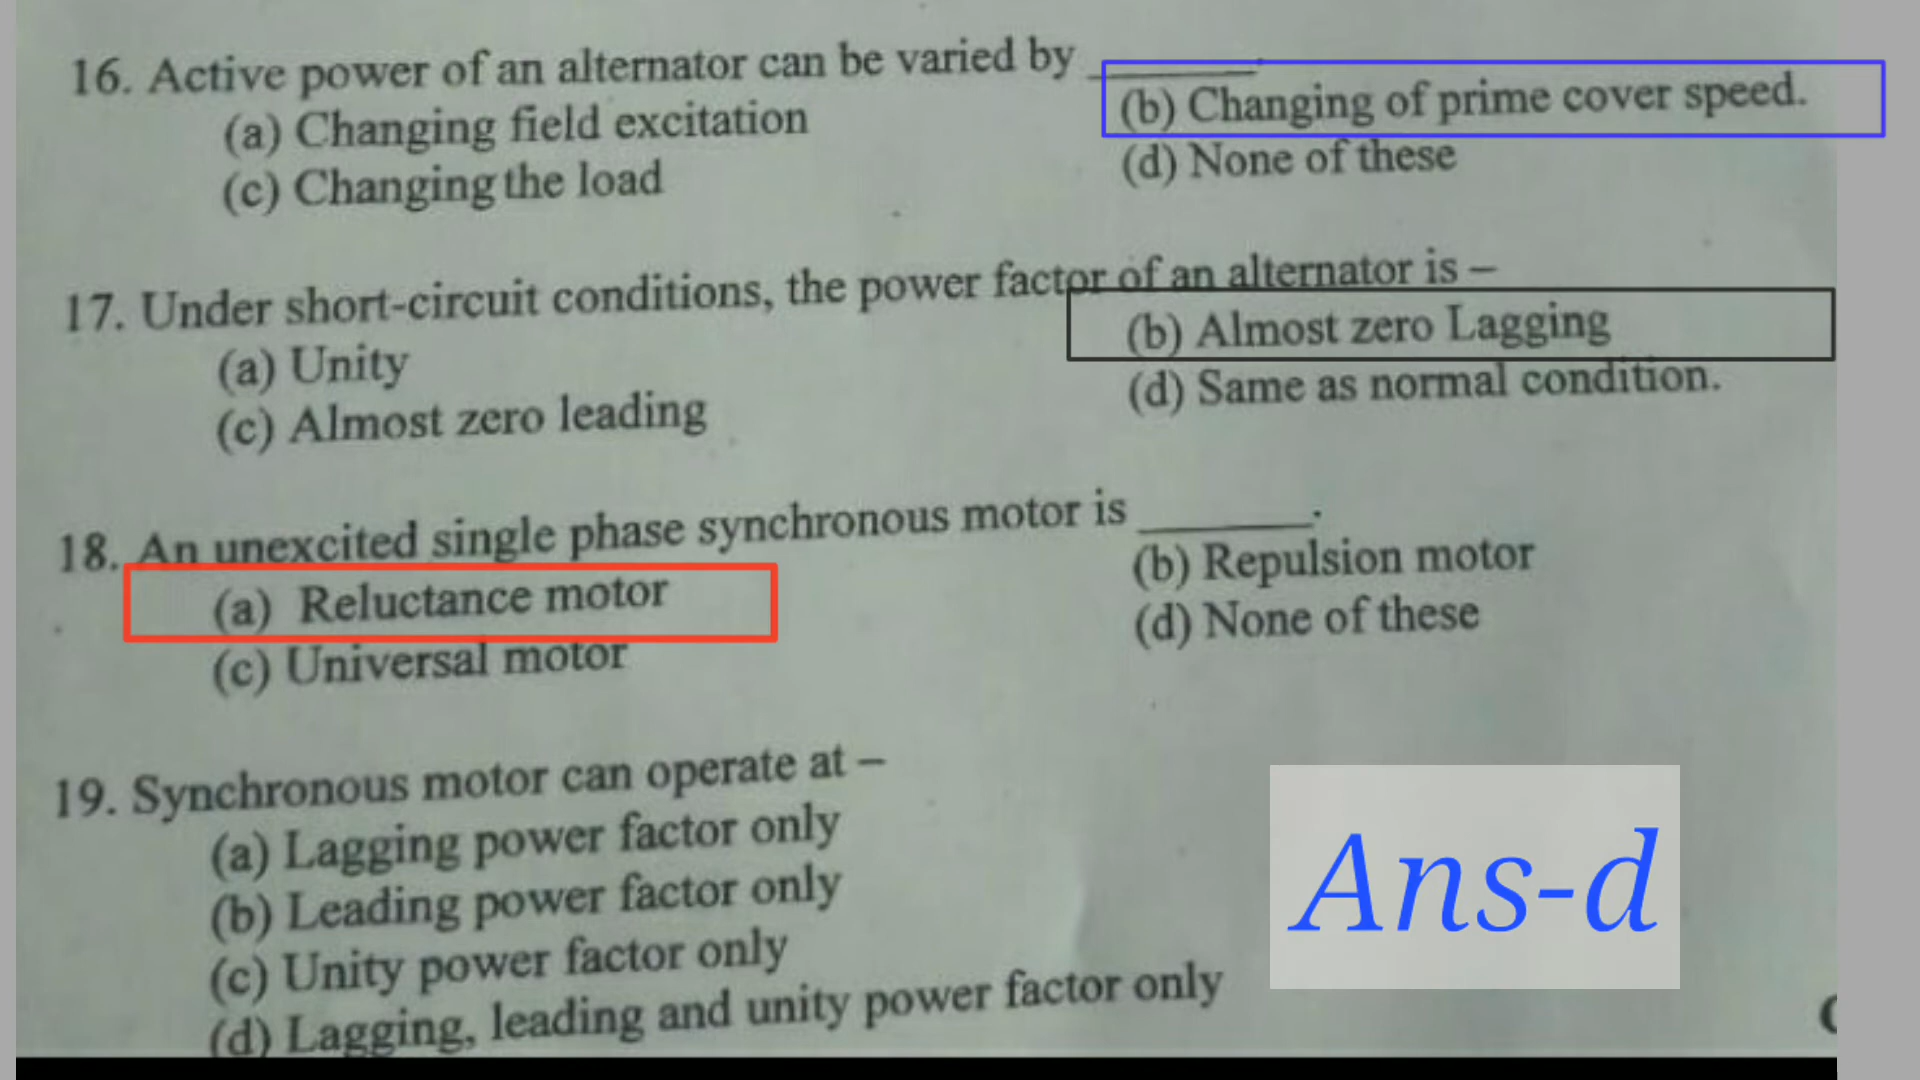 16. Active power of an alternator can be varied by ________.
(a) Changing field excitation
(b) Changing of prime cover speed.
(c) Changing the load
(d) None of these
17. Under short-circuit conditions, the power factor of an alternator is –
(a) Unity
(b) Almost zero Lagging
(c) Almost zero leading
(d) Same as normal condition.
18. An unexcited single phase synchronous motor is ________.
(a) Reluctance motor
(b) Repulsion motor
(c) Universal motor
(d) None of these
19. Synchronous motor can operate at –
(a) Lagging power factor only
(b) Leading power factor only
(c) Unity power factor only
(d) Lagging, leading and unity power factor only
Ans-d